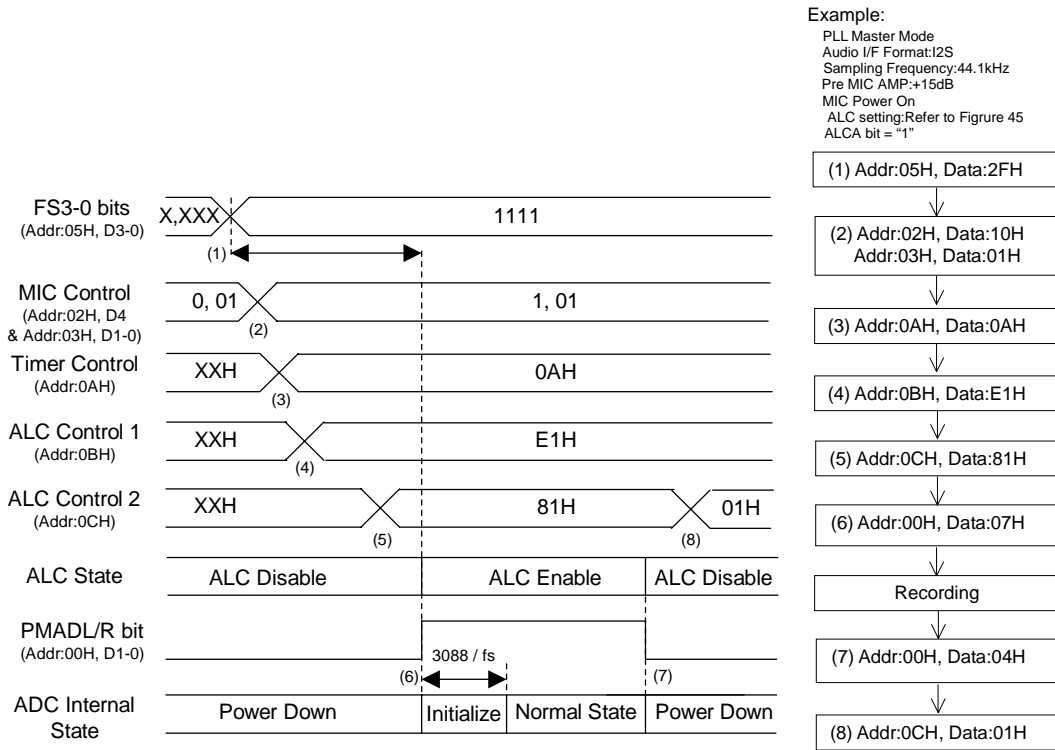 Example:
PLL Master Mode
Audio I/F Format:I2S
Sampling Frequency:44.1kHz
Pre MIC AMP:+15dB
MIC Power On
ALC setting:Refer to Figrure 45
ALCA bit = “1”
(1) Addr:05H, Data:2FH
(2) Addr:02H, Data:10H
Addr:03H, Data:01H
(3) Addr:0AH, Data:0AH
(4) Addr:0BH, Data:E1H
(5) Addr:0CH, Data:81H
(6) Addr:00H, Data:07H
Recording
(7) Addr:00H, Data:04H
(8) Addr:0CH, Data:01H
FS3-0 bits
(Addr:05H, D3-0)
X,XXX
1111
(1)
MIC Control
(Addr:02H, D4
& Addr:03H, D1-0)
0, 01
1, 01
(2)
Timer Control
(Addr:0AH)
XXH
0AH
(3)
ALC Control 1
(Addr:0BH)
XXH
E1H
(4)
ALC Control 2
(Addr:0CH)
XXH
81H
01H
(5)
(8)
ALC State
ALC Disable
ALC Enable
ALC Disable
PMADL/R bit
(Addr:00H, D1-0)
3088 / fs
(6)
(7)
ADC Internal
State
Power Down
Initialize
Normal State
Power Down